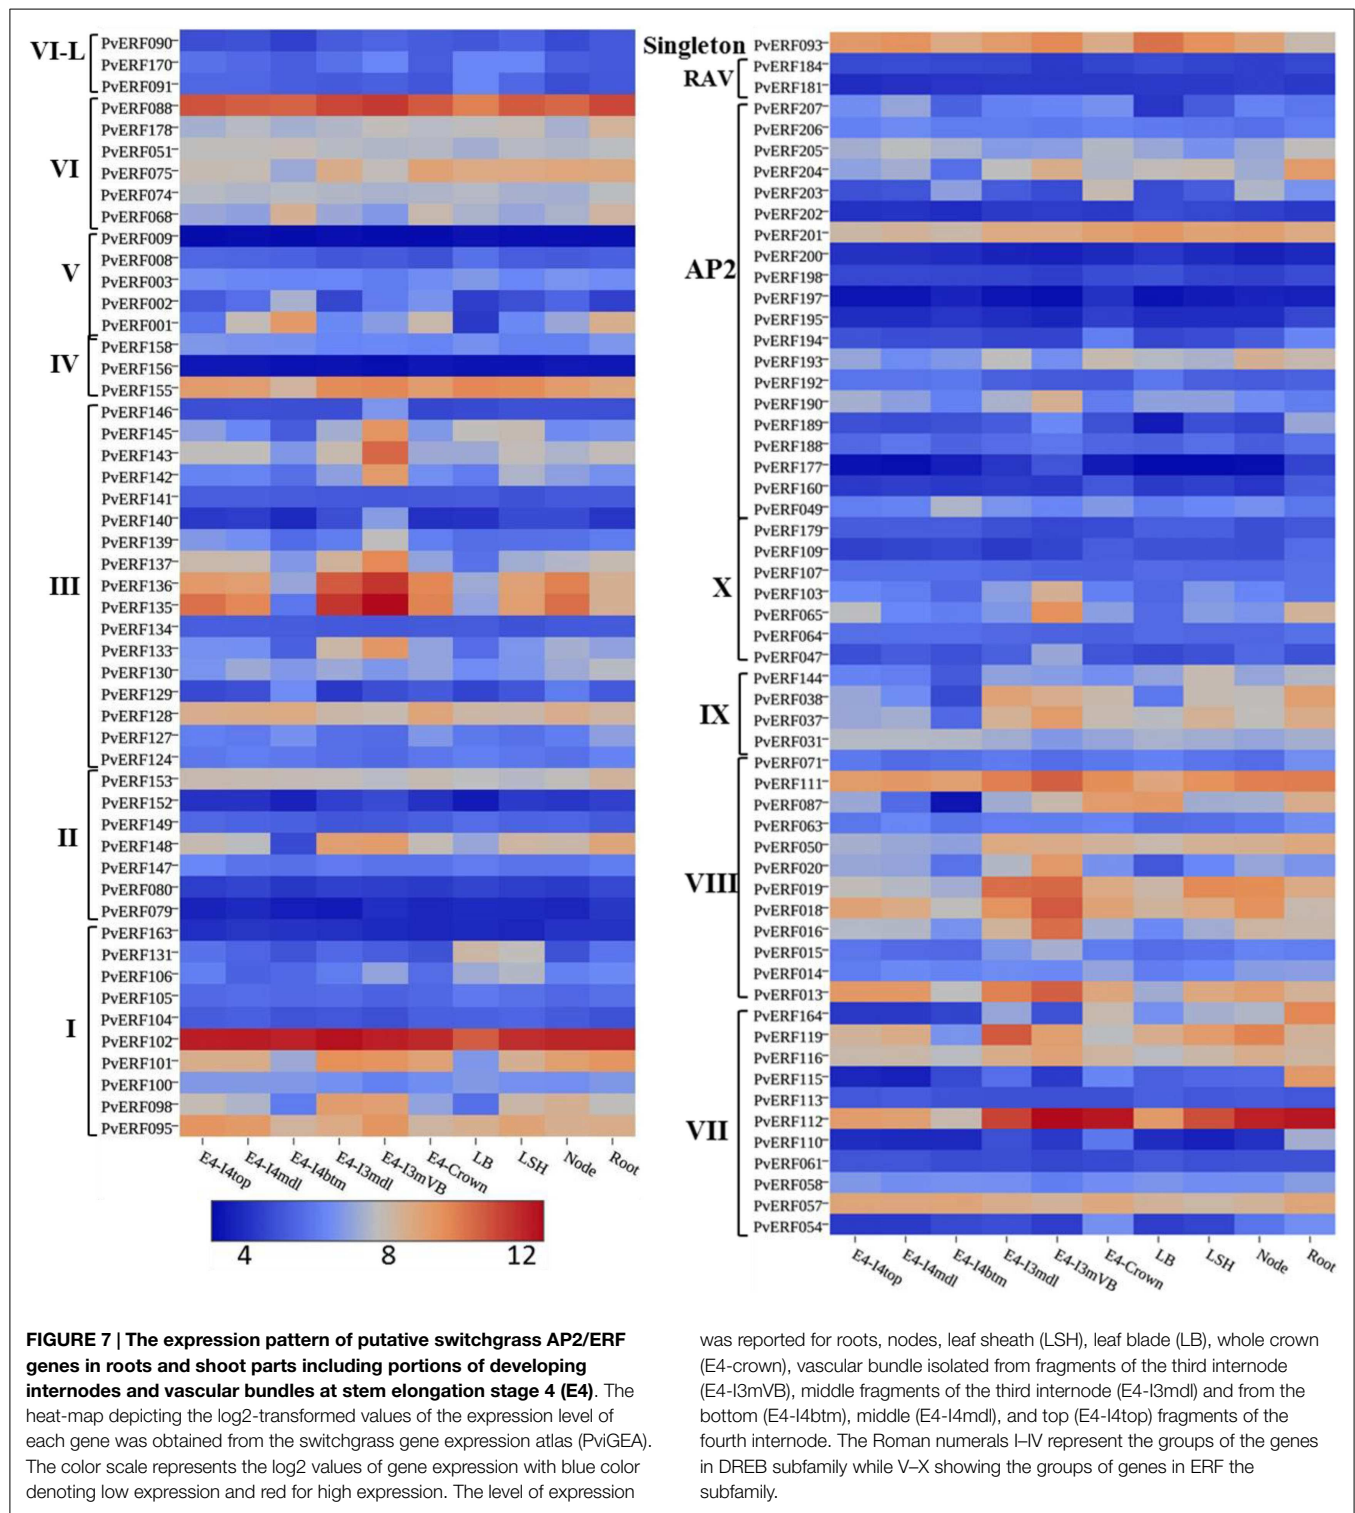 VI-L
PvERF090
PvERF170
PvERF091
VI
PvERF088
PvERF178
PvERF051
PvERF075
PvERF074
PvERF068
V
PvERF009
PvERF008
PvERF003
PvERF002
PvERF001
IV
PvERF158
PvERF156
PvERF155
III
PvERF146
PvERF145
PvERF143
PvERF142
PvERF141
PvERF140
PvERF139
PvERF137
PvERF136
PvERF135
PvERF134
PvERF133
PvERF130
PvERF129
PvERF128
PvERF127
PvERF124
II
PvERF153
PvERF152
PvERF149
PvERF148
PvERF147
PvERF080
PvERF079
I
PvERF163
PvERF131
PvERF106
PvERF105
PvERF104
PvERF102
PvERF101
PvERF100
PvERF098
PvERF095
E4-I4top
E4-I4mdl
E4-I4btm
E4-I3mdl
E4-I3mVB
E4-Crown
LB
LSH
Node
Root
4 8 12
Singleton
PvERF093
RAV
PvERF184
PvERF181
AP2
PvERF207
PvERF206
PvERF205
PvERF204
PvERF203
PvERF202
PvERF201
PvERF200
PvERF198
PvERF197
PvERF195
PvERF194
PvERF193
PvERF192
PvERF190
PvERF189
PvERF188
PvERF177
PvERF160
PvERF049
X
PvERF179
PvERF109
PvERF107
PvERF103
PvERF065
PvERF064
PvERF047
IX
PvERF144
PvERF038
PvERF037
PvERF031
VIII
PvERF071
PvERF111
PvERF087
PvERF063
PvERF050
PvERF020
PvERF019
PvERF018
PvERF016
PvERF015
PvERF014
PvERF013
VII
PvERF164
PvERF119
PvERF116
PvERF115
PvERF113
PvERF112
PvERF110
PvERF061
PvERF058
PvERF057
PvERF054
E4-I4top
E4-I4mdl
E4-I4btm
E4-I3mdl
E4-I3mVB
E4-Crown
LB
LSH
Node
Root
FIGURE 7 | The expression pattern of putative switchgrass AP2/ERF
genes in roots and shoot parts including portions of developing
internodes and vascular bundles at stem elongation stage 4 (E4). The
heat-map depicting the log2-transformed values of the expression level of
each gene was obtained from the switchgrass gene expression atlas (PviGEA).
The color scale represents the log2 values of gene expression with blue color
denoting low expression and red for high expression. The level of expression
was reported for roots, nodes, leaf sheath (LSH), leaf blade (LB), whole crown
(E4-crown), vascular bundle isolated from fragments of the third internode
(E4-I3mVB), middle fragments of the third internode (E4-I3mdl) and from the
bottom (E4-I4btm), middle (E4-I4mdl), and top (E4-I4top) fragments of the
fourth internode. The Roman numerals I–IV represent the groups of the genes
in DREB subfamily while V–X showing the groups of genes in ERF the
subfamily.